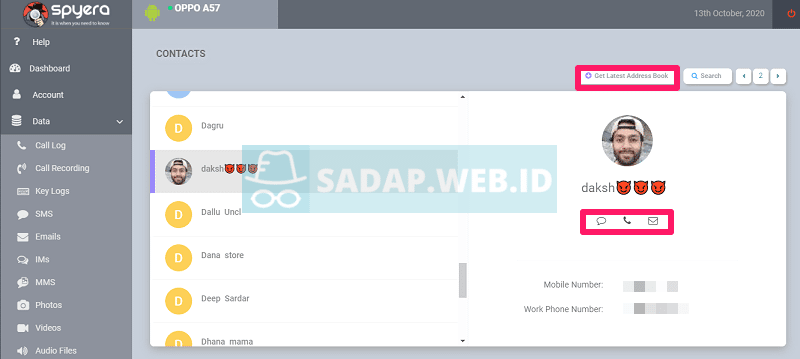 spyera
it is when you need to know
OPPO A57
13th October, 2020
? Help
Dashboard
Account
Data
Call Log
Call Recording
Key Logs
SMS
Emails
IMs
MMS
Photos
Videos
Audio Files
CONTACTS
Get Latest Address Book
Search
2
D Dagru
daksh😈😈😈
D Dallu Uncl
D Dana store
D Deep Sardar
D Dhana mama
SADAP.WEB.ID
daksh😈😈😈
Mobile Number:
Work Phone Number: